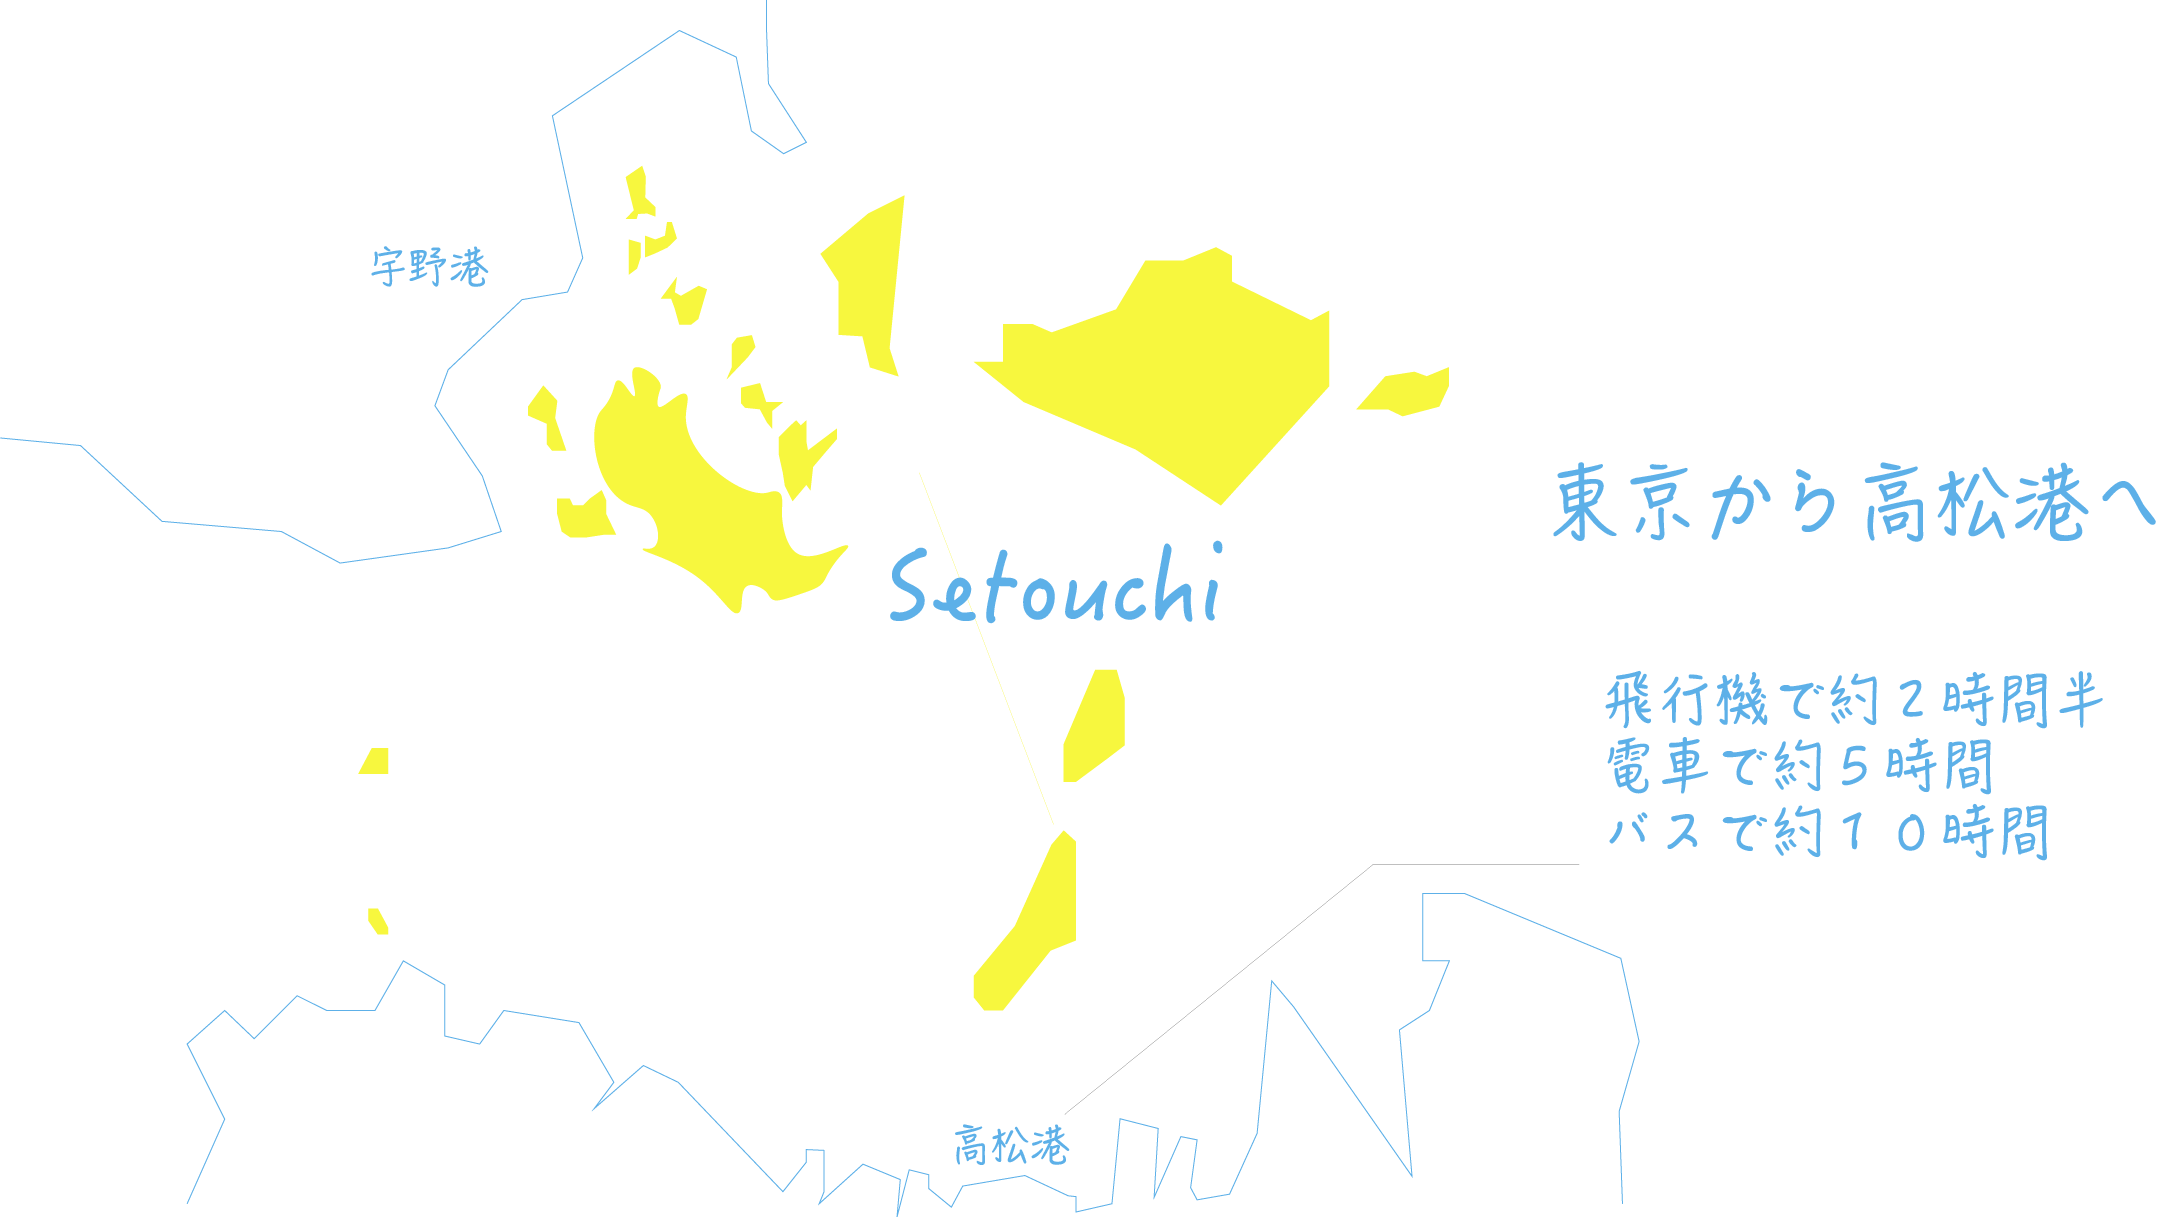 宇野港
Setouchi
東京から高松港へ
飛行機で約２時間半
電車で約５時間
バスで約１０時間
高松港